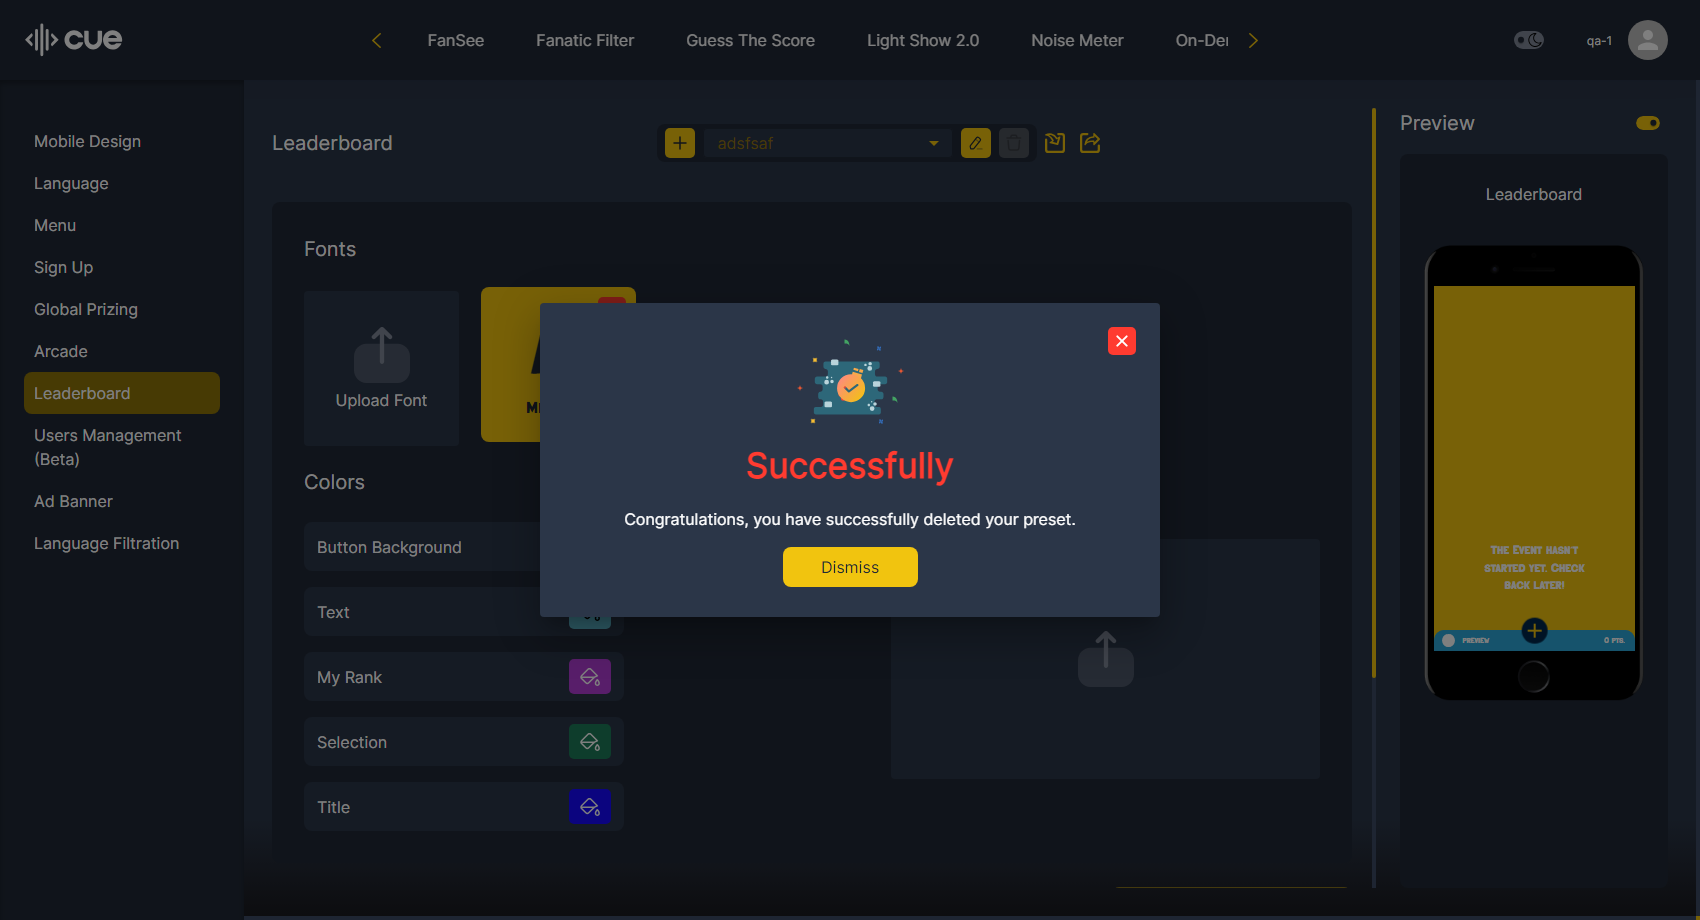 cue
FanSee
Fanatic Filter
Guess The Score
Light Show 2.0
Noise Meter
On-De
qa-1
Mobile Design
Language
Menu
Sign Up
Global Prizing
Arcade
Leaderboard
Users Management
(Beta)
Ad Banner
Language Filtration
Leaderboard
adsfsaf
Fonts
Upload Font
Colors
Button Background
Text
My Rank
Selection
Title
Successfully
Congratulations, you have successfully deleted your preset.
Dismiss
Preview
Leaderboard
The Event hasn't
started yet. Check
back later!
Preview
0 pts.